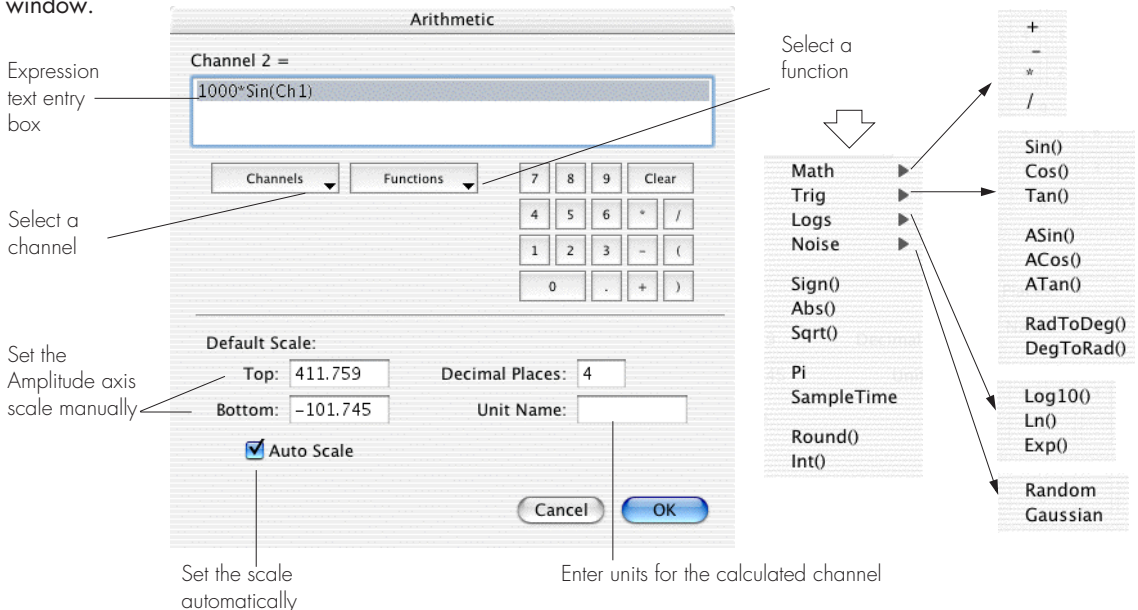 window.
Arithmetic
Channel 2 =
1000*Sin(Ch1)
Expression
text entry
box
Channels
Functions
7 8 9 Clear
4 5 6 * /
1 2 3 - (
0 . + )
Select a
channel
Default Scale:
Top: 411.759
Decimal Places: 4
Bottom: -101.745
Unit Name:
Auto Scale
Set the
Amplitude axis
scale manually
Cancel
OK
Set the scale
automatically
Enter units for the calculated channel
Select a
function
Math
Trig
Logs
Noise
Sign()
Abs()
Sqrt()
Pi
SampleTime
Round()
Int()
+
-
*
/
Sin()
Cos()
Tan()
ASin()
ACos()
ATan()
RadToDeg()
DegToRad()
Log10()
Ln()
Exp()
Random
Gaussian